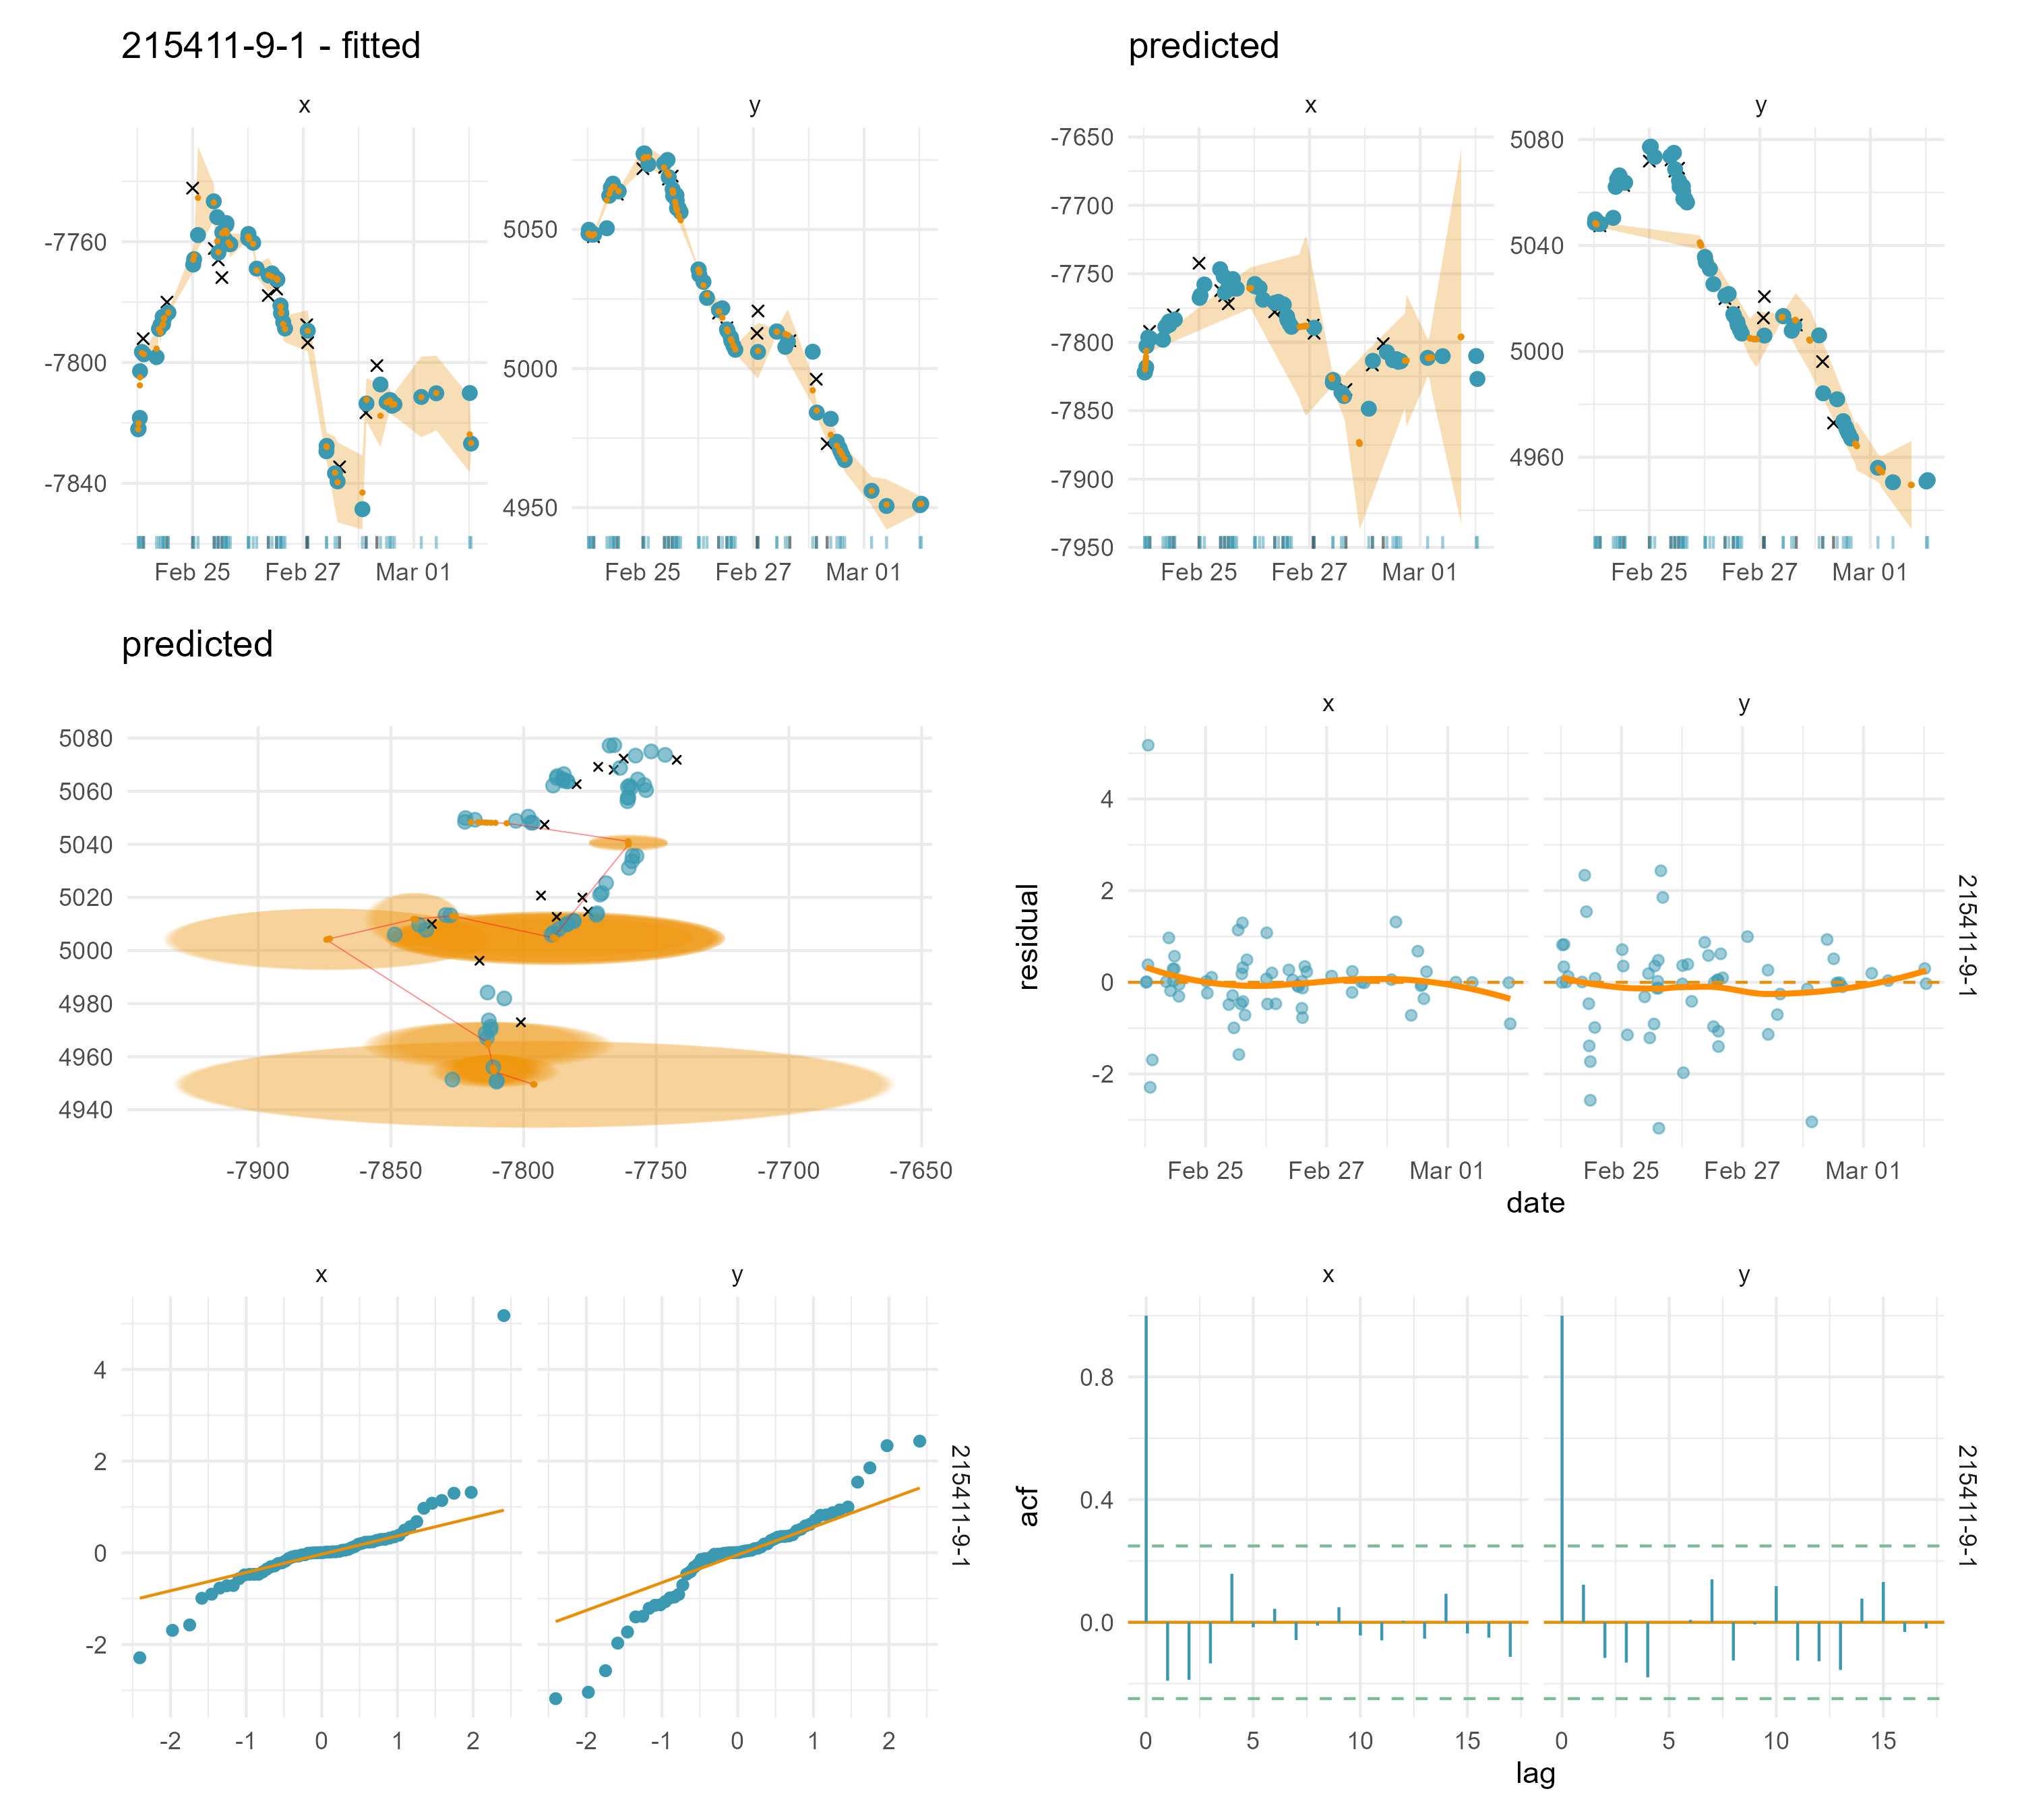 215411-9-1 - fitted
predicted
x
y
x
y
-7760
-7800
-7840
5050
5000
4950
-7650
-7700
-7750
-7800
-7850
-7900
-7950
5080
5040
5000
4960
Feb 25 Feb 27 Mar 01
Feb 25 Feb 27 Mar 01
Feb 25 Feb 27 Mar 01
Feb 25 Feb 27 Mar 01
predicted
5080
5060
5040
5020
5000
4980
4960
4940
-7900 -7850 -7800 -7750 -7700 -7650
x
y
residual
4
2
0
-2
215411-9-1
Feb 25 Feb 27 Mar 01
Feb 25 Feb 27 Mar 01
date
x
y
4
2
0
-2
215411-9-1
-2 -1 0 1 2
-2 -1 0 1 2
x
y
acf
0.8
0.4
0.0
215411-9-1
0 5 10 15
0 5 10 15
lag